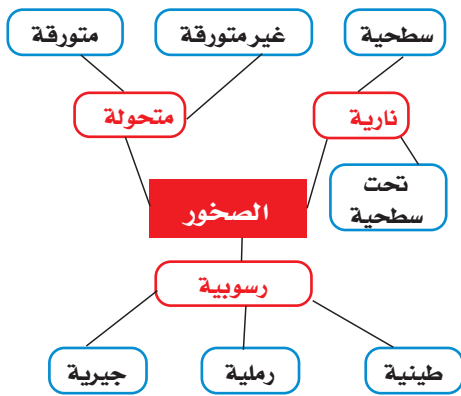 سطحية
غير متورقة
متورقة
نارية
متحولة
تحت
سطحية
الصخور
رسوبية
طينية
رملية
جيرية